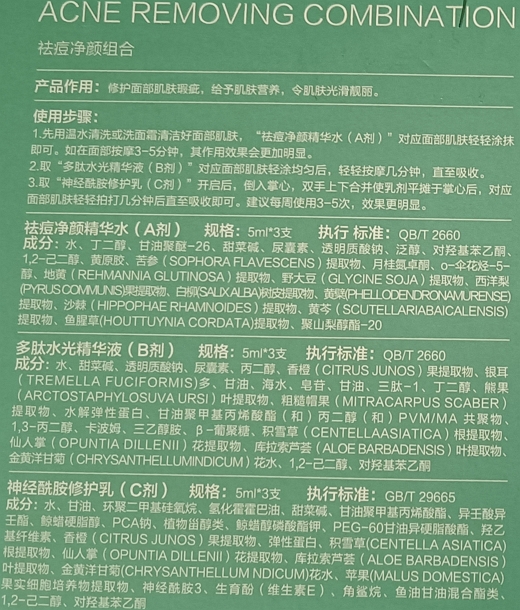 ACNE REMOVING COMBINATION
祛痘净颜组合
产品作用：修护面部肌肤瑕疵，给予肌肤营养，令肌肤光滑靓丽。
使用步骤：
1.先用温水清洗或洗面霜清洁好面部肌肤，“祛痘净颜精华水（A剂）”对应面部肌肤轻轻涂抹
即可。如在面部按摩3-5分钟，其作用效果会更加明显。
2.取“多肽水光精华液（B剂）”对应面部肌肤轻涂均匀后，轻轻按摩几分钟，直至吸收。
3.取“神经酰胺修护乳（C剂）”开启后，倒入掌心，双手上下合并使乳剂平摊于掌心后，对应
面部肌肤轻轻拍打几分钟后直至吸收即可。建议每周使用3-5次，效果更明显。
祛痘净颜精华水（A剂） 规格：5ml*3支 执行 标准：QB/T 2660
成分：水、丁二醇、甘油聚醚-26、甜菜碱、尿囊素、透明质酸钠、泛醇、对羟基苯乙酮、
1,2-己二醇、黄原胶、苦参（SOPHORA FLAVESCENS）提取物、月桂氮卓酮、α-伞花烃-5-
醇、地黄（REHMANNIA GLUTINOSA）提取物、野大豆（GLYCINE SOJA）提取物、西洋梨
(PYRUS COMMUNIS)果提取物、白柳(SALIX ALBA)树皮提取物、黄檗(PHELLODENDRONAMURENSE)
提取物、沙棘（HIPPOPHAE RHAMNOIDES）提取物、黄芩（SCUTELLARIABAICALENSIS)
提取物、鱼腥草(HOUTTUYNIA CORDATA)提取物、聚山梨醇酯-20
多肽水光精华液（B剂） 规格：5ml*3支 执行标准：QB/T 2660
成分：水、甜菜碱、透明质酸钠、尿囊素、丙二醇、香橙（CITRUS JUNOS）果提取物、银耳
（TREMELLA FUCIFORMIS)多、甘油、海水、皂苷、甘油、三肽-1、丁二醇、熊果
（ARCTOSTAPHYLOSUVA URSI）叶提取物、粗糙帽果（MITRACARPUS SCABER）
提取物、水解弹性蛋白、甘油聚甲基丙烯酸酯（和）丙二醇（和）PVM/MA 共聚物、
1,3-丙二醇、卡波姆、三乙醇胺、β-葡聚糖、积雪草（CENTELLAASIATICA）根提取物、
仙人掌（OPUNTIA DILLENII）花提取物、库拉索芦荟（ALOE BARBADENSIS）叶提取物、
金黄洋甘菊（CHRYSANTHELLUMINDICUM）花水、1,2-己二醇、对羟基苯乙酮
神经酰胺修护乳（C剂） 规格：5ml*3支 执行标准：GB/T 29665
成分：水、甘油、环聚二甲基硅氧烷、氢化霍霍巴油、甜菜碱、甘油聚甲基丙烯酸酯、异壬酸异
壬酯、鲸蜡硬脂醇、PCA钠、植物甾醇类、鲸蜡醇磷酸酯钾、PEG-60甘油异硬脂酸酯、羟乙
基纤维素、香橙（CITRUS JUNOS）果提取物、弹性蛋白、积雪草(CENTELLA ASIATICA)
根提取物、仙人掌（OPUNTIA DILLENII）花提取物、库拉索芦荟（ALOE BARBADENSIS）
叶提取物、金黄洋甘菊(CHRYSANTHELLUM NDICUM)花水、苹果(MALUS DOMESTICA)
果实细胞培养物提取物、神经酰胺3、生育酚（维生素E）、角鲨烷、鱼油甘油混合酯类、
1,2-己二醇、对羟基苯乙酮